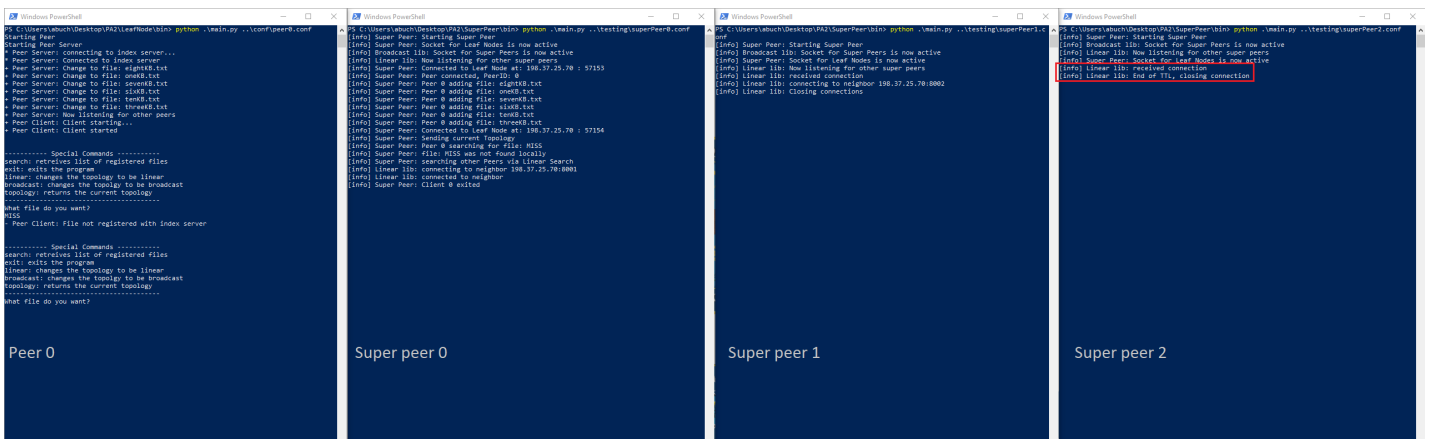 Windows PowerShell
PS C:\Users\abuch\Desktop\PA2\LeafNode\bin> python .\main.py ..\conf\peer0.conf
Starting Peer
Starting Peer Server
* Peer Server: connecting to index server...
* Peer Server: Connected to index server
+ Peer Server: Change to file: eightKB.txt
+ Peer Server: Change to file: oneKB.txt
+ Peer Server: Change to file: sevenKB.txt
+ Peer Server: Change to file: sixKB.txt
+ Peer Server: Change to file: tenKB.txt
+ Peer Server: Change to file: threeKB.txt
+ Peer Server: Now listening for other peers
+ Peer Client: Client starting...
+ Peer Client: Client started
---------- Special Commands ----------
search: retreives list of registered files
exit: exits the program
linear: changes the topology to be linear
broadcast: changes the topolgy to be broadcast
topology: returns the current topology
--------------------------------------
What file do you want?
MISS
- Peer Client: File not registered with index server
---------- Special Commands ----------
search: retreives list of registered files
exit: exits the program
linear: changes the topology to be linear
broadcast: changes the topolgy to be broadcast
topology: returns the current topology
--------------------------------------
What file do you want?
Peer 0
Windows PowerShell
PS C:\Users\abuch\Desktop\PA2\SuperPeer\bin> python .\main.py ..\testing\superPeer0.conf
[info] Super Peer: Starting Super Peer
[info] Super Peer: Socket for Leaf Nodes is now active
[info] Broadcast lib: Socket for Super Peers is now active
[info] Linear lib: Now listening for other super peers
[info] Super Peer: Connected to Leaf Node at: 198.37.25.70 : 57153
[info] Super Peer: Peer connected, PeerID: 0
[info] Super Peer: Peer 0 adding file: eightKB.txt
[info] Super Peer: Peer 0 adding file: oneKB.txt
[info] Super Peer: Peer 0 adding file: sevenKB.txt
[info] Super Peer: Peer 0 adding file: sixKB.txt
[info] Super Peer: Peer 0 adding file: tenKB.txt
[info] Super Peer: Peer 0 adding file: threeKB.txt
[info] Super Peer: Connected to Leaf Node at: 198.37.25.70 : 57154
[info] Super Peer: Sending current Topology
[info] Super Peer: Peer 0 searching for file: MISS
[info] Super Peer: file: MISS was not found locally
[info] Super Peer: searching other Peers via Linear Search
[info] Linear lib: connecting to neighbor 198.37.25.70:8001
[info] Linear lib: connected to neighbor
[info] Super Peer: Client 0 exited
Super peer 0
Windows PowerShell
PS C:\Users\abuch\Desktop\PA2\SuperPeer\bin> python .\main.py ..\testing\superPeer1.c
onf
[info] Super Peer: Starting Super Peer
[info] Broadcast lib: Socket for Super Peers is now active
[info] Super Peer: Socket for Leaf Nodes is now active
[info] Linear lib: Now listening for other super peers
[info] Linear lib: received connection
[info] Linear lib: connecting to neighbor 198.37.25.70:8002
[info] Linear lib: Closing connections
Super peer 1
Windows PowerShell
PS C:\Users\abuch\Desktop\PA2\SuperPeer\bin> python .\main.py ..\testing\superPeer2.conf
[info] Super Peer: Starting Super Peer
[info] Broadcast lib: Socket for Super Peers is now active
[info] Linear lib: Now listening for other super peers
[info] Super Peer: Socket for Leaf Nodes is now active
[info] Linear lib: received connection
[info] Linear lib: End of TTL, closing connection
Super peer 2